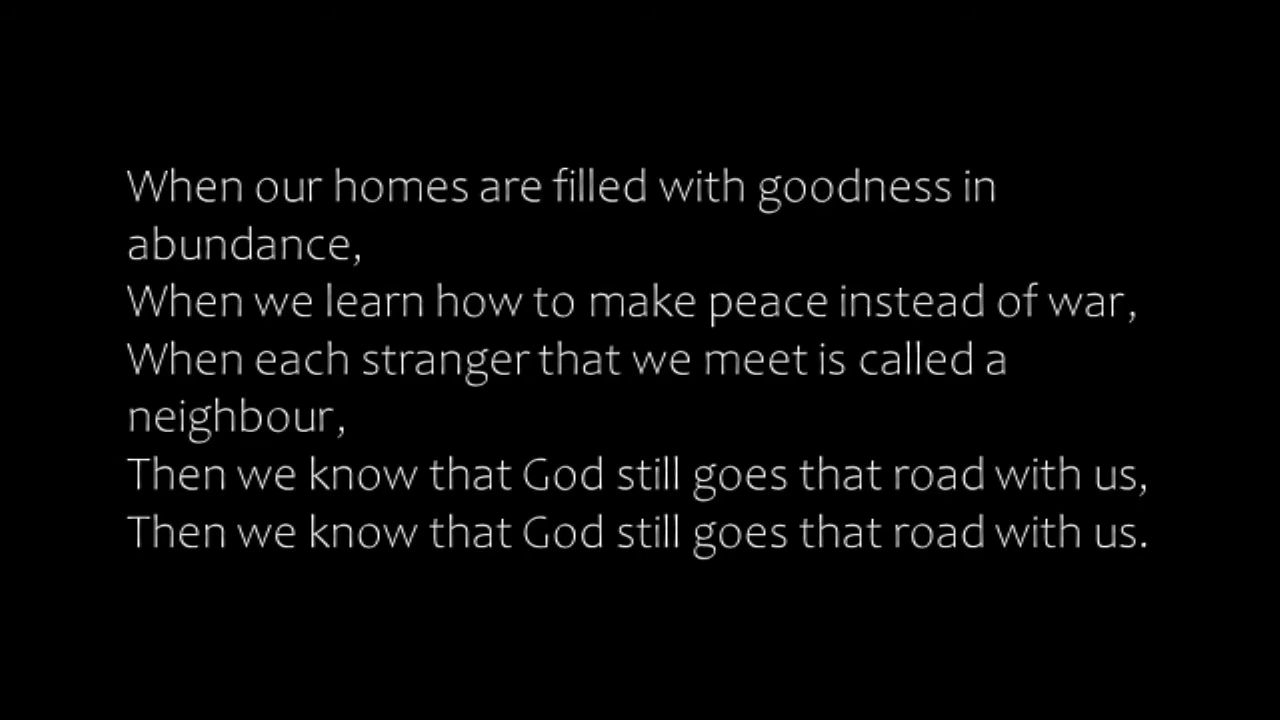 When our homes are filled with goodness in
abundance,
When we learn how to make peace instead of war,
When each stranger that we meet is called a
neighbour,
Then we know that God still goes that road with us,
Then we know that God still goes that road with us.